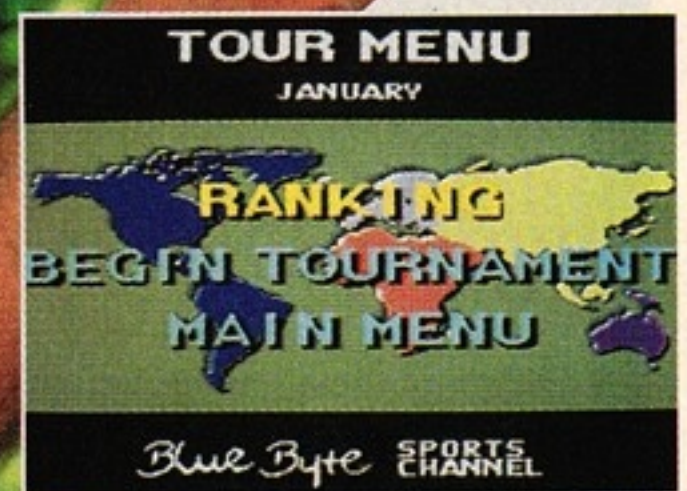 TOUR MENU
JANUARY
RANKING
BEGIN TOURNAMENT
MAIN MENU
Blue Byte SPORTS CHANNEL